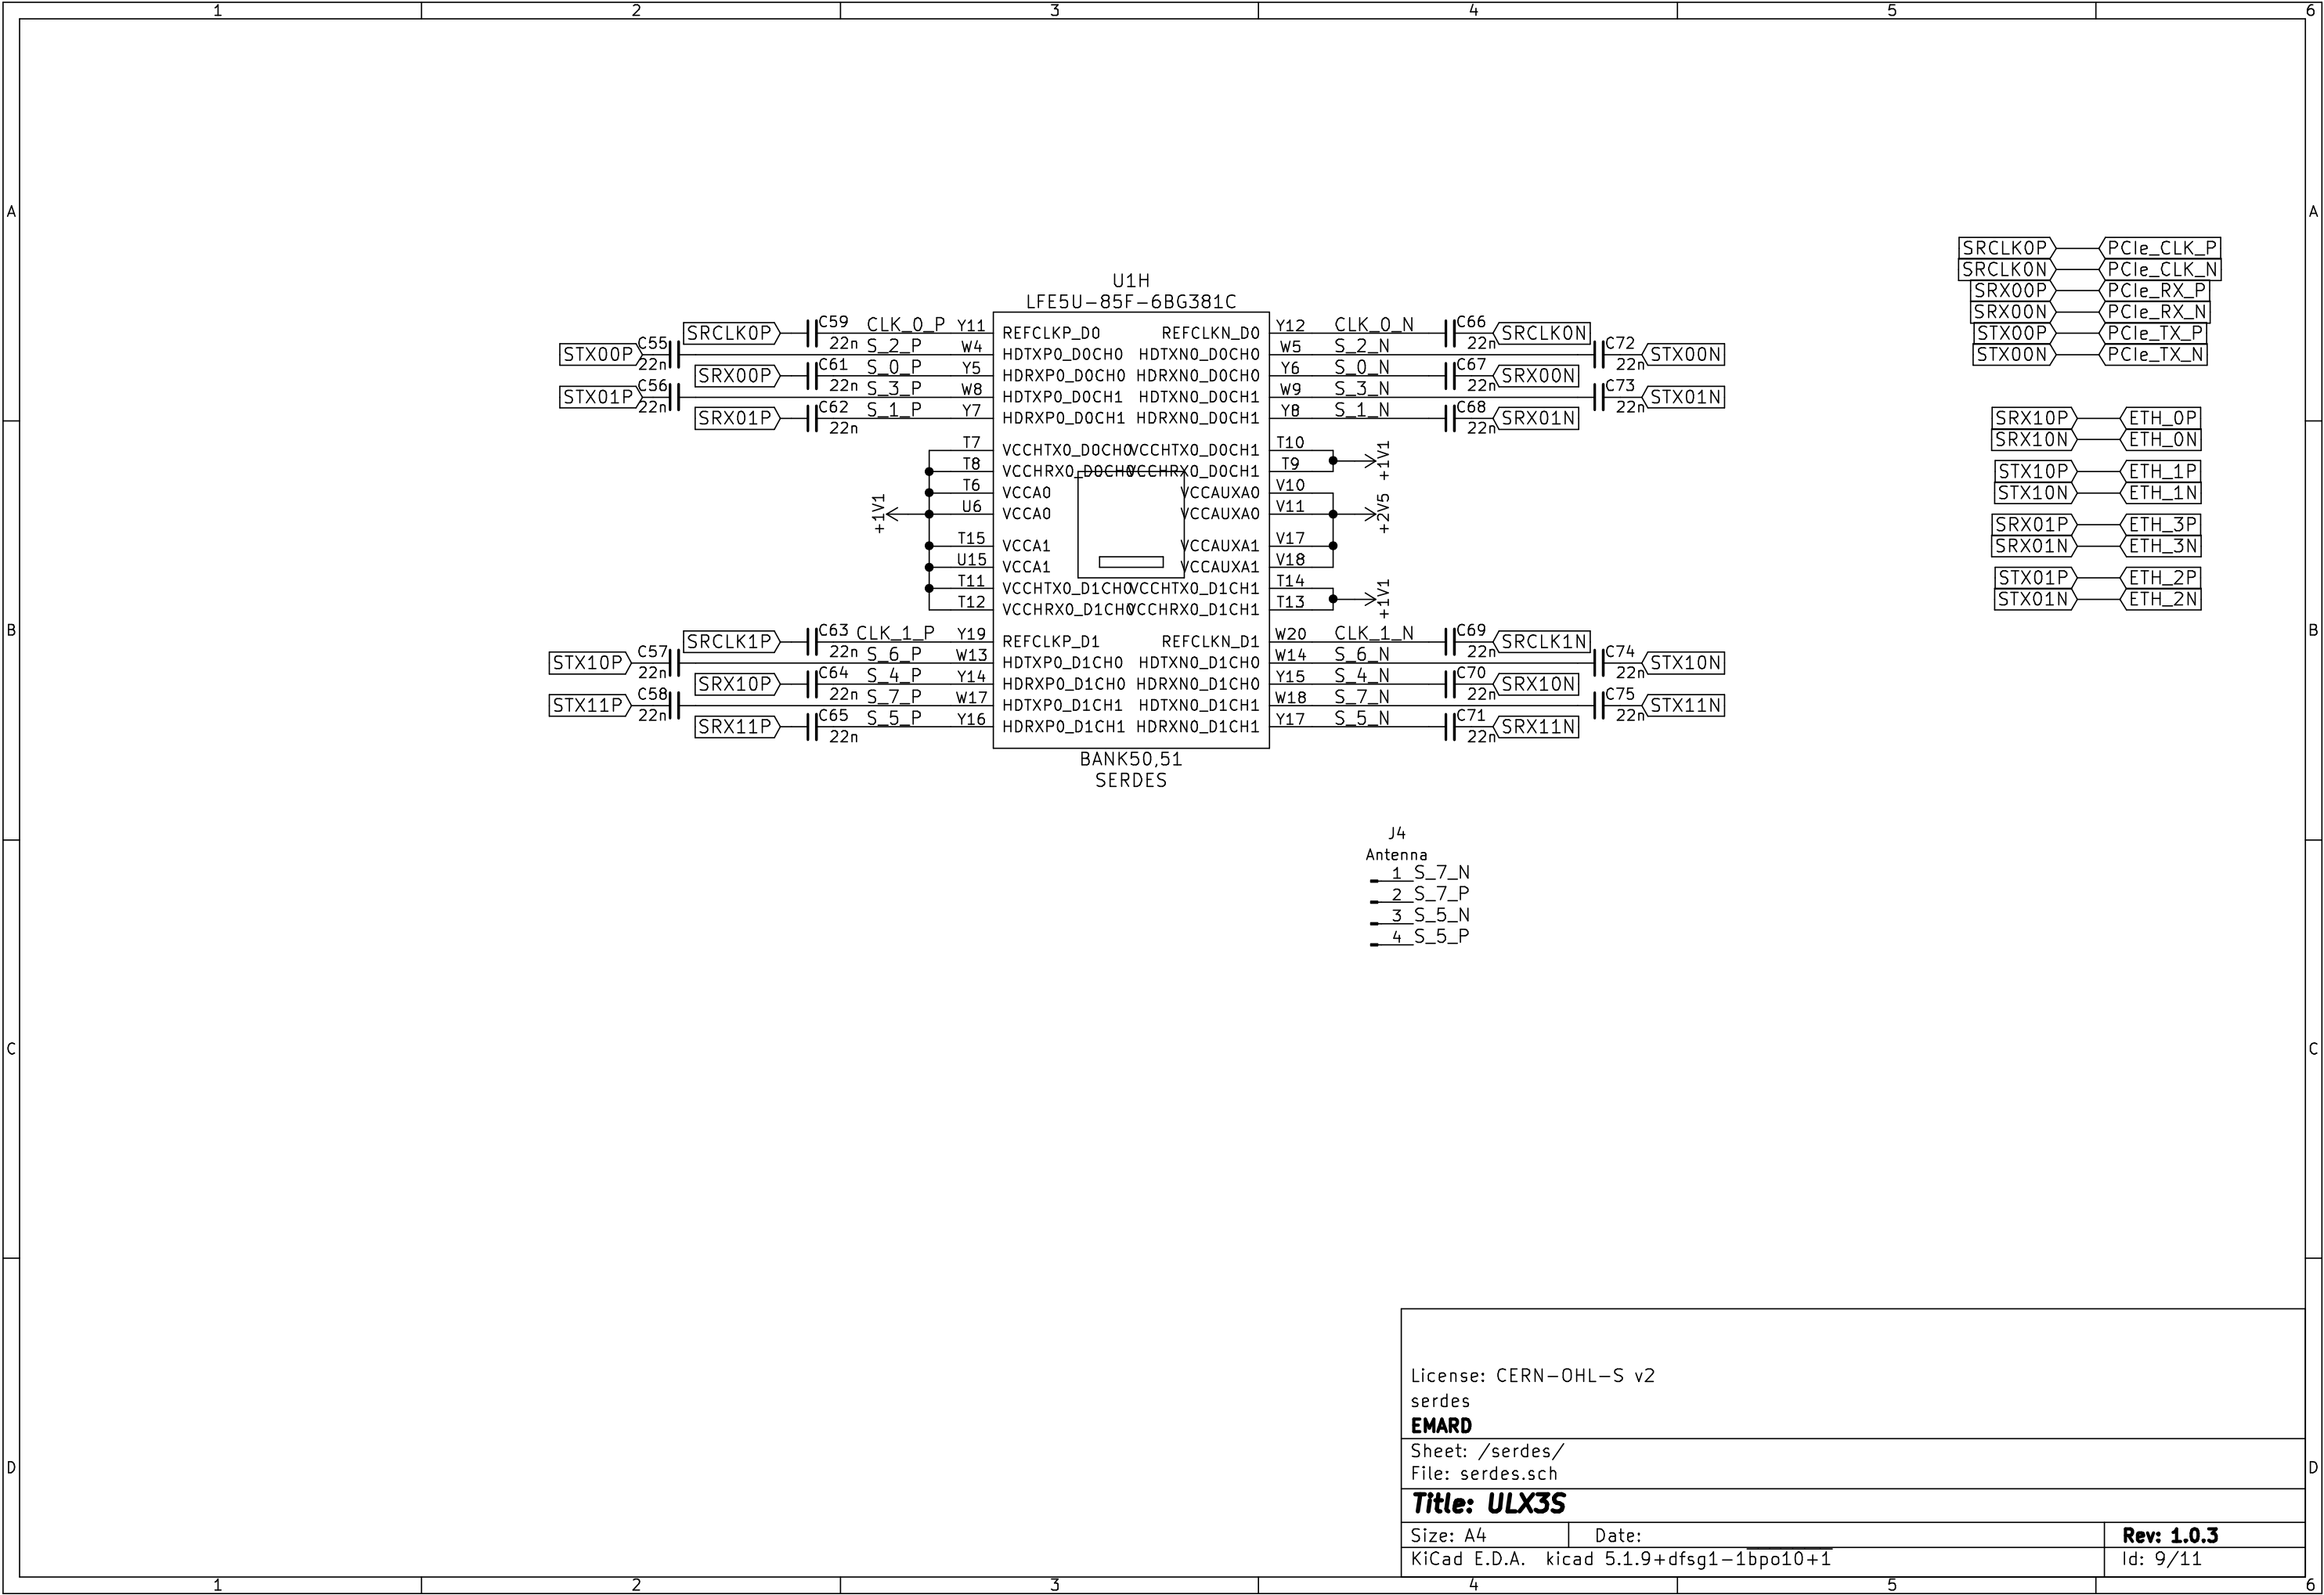 1 2 3 4 5 6
A A
U1H
LFE5U-85F-6BG381C
SRCLK0P C59 22n CLK_0_P Y11 REFCLKP_D0 REFCLKN_D0 Y12 CLK_0_N C66 22n SRCLK0N
STX00P C55 22n S_2_P W4 HDTXP0_D0CH0 HDTXN0_D0CH0 W5 S_2_N C72 22n STX00N
SRX00P C61 22n S_0_P Y5 HDRXP0_D0CH0 HDRXN0_D0CH0 Y6 S_0_N C67 22n SRX00N
STX01P C56 22n S_3_P W8 HDTXP0_D0CH1 HDTXN0_D0CH1 W9 S_3_N C73 22n STX01N
SRX01P C62 22n S_1_P Y7 HDRXP0_D0CH1 HDRXN0_D0CH1 Y8 S_1_N C68 22n SRX01N
T7 VCCHTX0_D0CH0 VCCHTX0_D0CH1 T10
+1V1
T8 VCCHRX0_D0CH0 VCCHRX0_D0CH1 T9
T6 VCCA0 VCCAUXA0 V10
+1V1 U6 VCCA0 VCCAUXA0 V11 +2V5
T15 VCCA1 VCCAUXA1 V17
U15 VCCA1 VCCAUXA1 V18
T11 VCCHTX0_D1CH0 VCCHTX0_D1CH1 T14
+1V1
T12 VCCHRX0_D1CH0 VCCHRX0_D1CH1 T13
SRCLK1P C63 22n CLK_1_P Y19 REFCLKP_D1 REFCLKN_D1 W20 CLK_1_N C69 22n SRCLK1N
STX10P C57 22n S_6_P W13 HDTXP0_D1CH0 HDTXN0_D1CH0 W14 S_6_N C74 22n STX10N
SRX10P C64 22n S_4_P Y14 HDRXP0_D1CH0 HDRXN0_D1CH0 Y15 S_4_N C70 22n SRX10N
STX11P C58 22n S_7_P W17 HDTXP0_D1CH1 HDTXN0_D1CH1 W18 S_7_N C75 22n STX11N
SRX11P C65 22n S_5_P Y16 HDRXP0_D1CH1 HDRXN0_D1CH1 Y17 S_5_N C71 22n SRX11N
BANK50,51
SERDES
SRCLK0P PCIe_CLK_P
SRCLK0N PCIe_CLK_N
SRX00P PCIe_RX_P
SRX00N PCIe_RX_N
STX00P PCIe_TX_P
STX00N PCIe_TX_N
SRX10P ETH_0P
SRX10N ETH_0N
STX10P ETH_1P
STX10N ETH_1N
SRX01P ETH_3P
SRX01N ETH_3N
STX01P ETH_2P
STX01N ETH_2N
B B
J4
Antenna
1 S_7_N
2 S_7_P
3 S_5_N
4 S_5_P
C C
License: CERN-OHL-S v2
serdes
EMARD
Sheet: /serdes/
File: serdes.sch
D D
Title: ULX3S
Size: A4 Date: Rev: 1.0.3
KiCad E.D.A. kicad 5.1.9+dfsg1-1bpo10+1 Id: 9/11
1 2 3 4 5 6